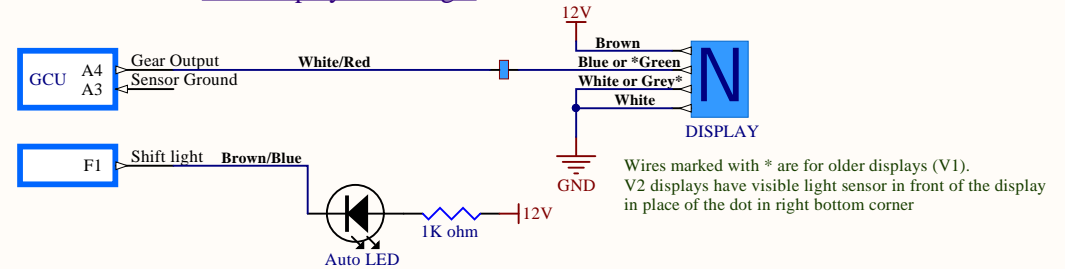 12V
Brown
GCU
A4
Gear Output
White/Red
Blue or *Green
N
A3
Sensor Ground
White or Grey*
White
DISPLAY
F1
Shift light
Brown/Blue
GND
Wires marked with * are for older displays (V1).
V2 displays have visible light sensor in front of the display
in place of the dot in right bottom corner
12V
1K ohm
Auto LED